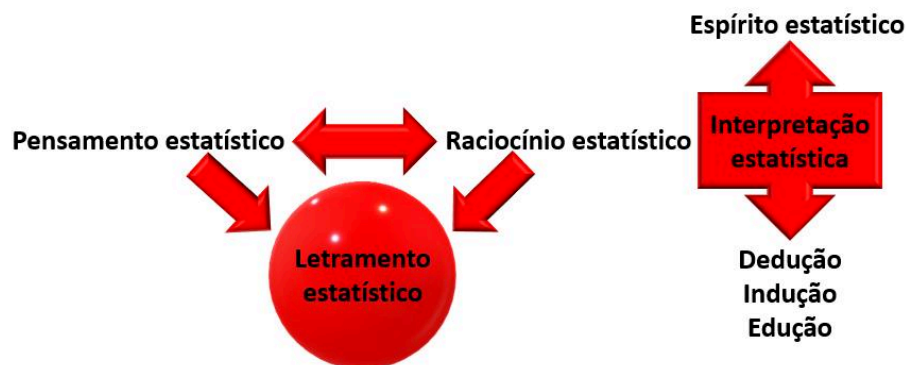 Espírito estatístico
Pensamento estatístico
Raciocínio estatístico
Interpretação
estatística
Letramento
estatístico
Dedução
Indução
Edução